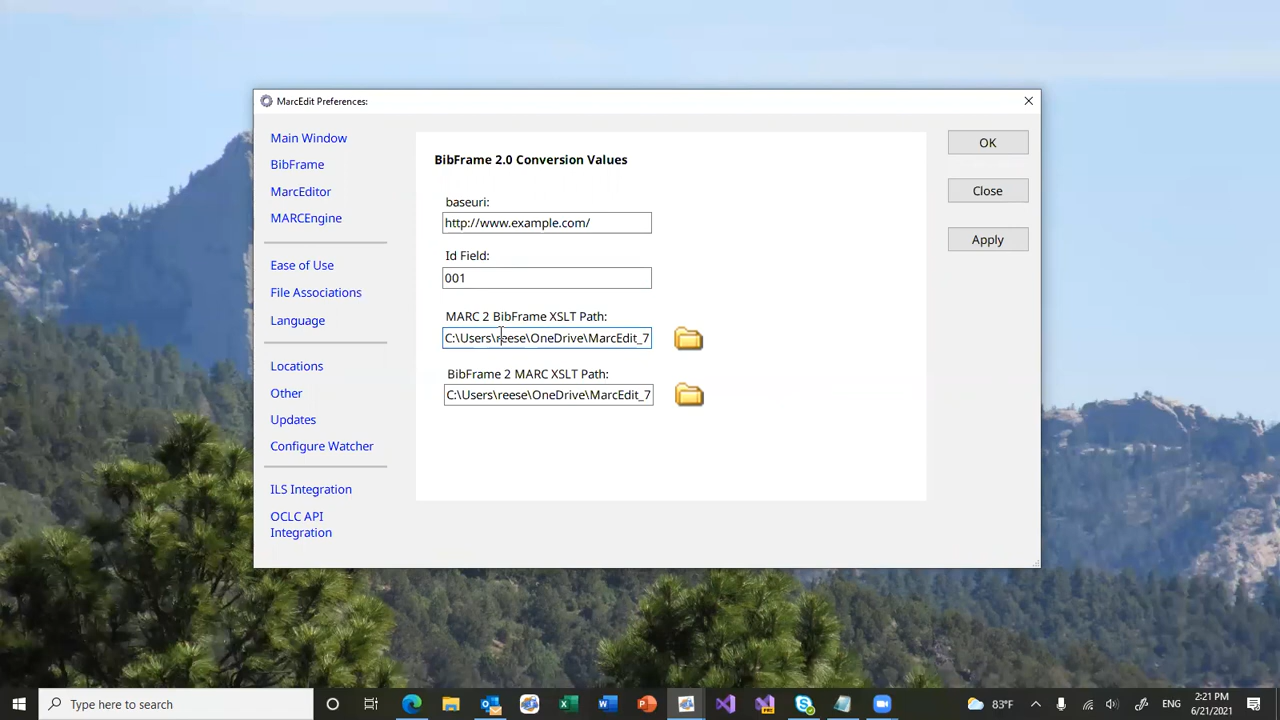 MarcEdit Preferences:
Main Window
BibFrame
MarcEditor
MARCEngine
Ease of Use
File Associations
Language
Locations
Other
Updates
Configure Watcher
ILS Integration
OCLC API
Integration
BibFrame 2.0 Conversion Values
baseuri:
http://www.example.com/
Id Field:
001
MARC 2 BibFrame XSLT Path:
C:\Users\reese\OneDrive\MarcEdit_7
BibFrame 2 MARC XSLT Path:
C:\Users\reese\OneDrive\MarcEdit_7
OK
Close
Apply
Type here to search
83°F
ENG
2:21 PM
6/21/2021